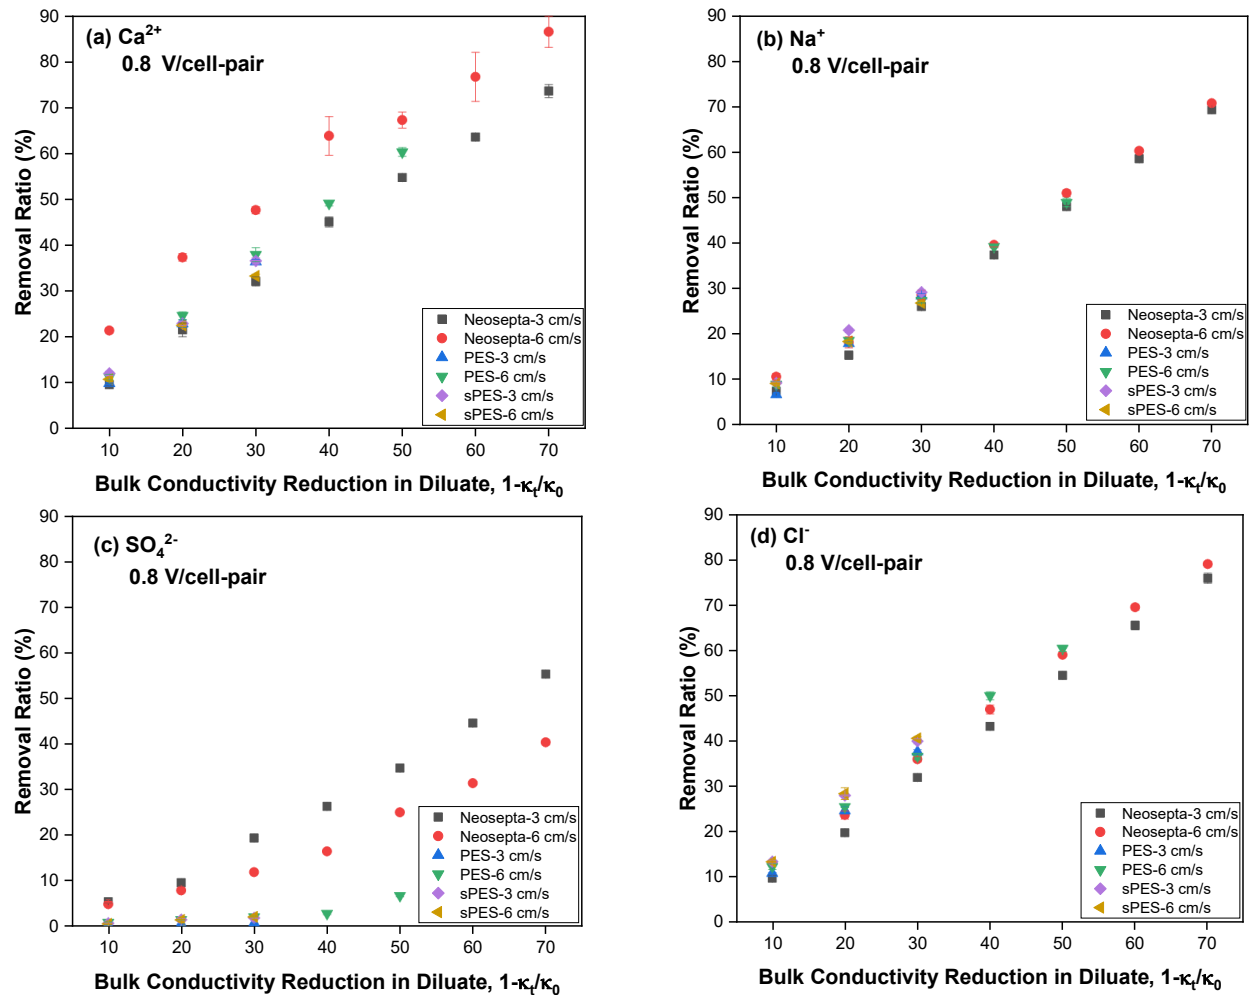 (a) Ca²⁺
0.8 V/cell-pair
Removal Ratio (%)
90
80
70
60
50
40
30
20
10
0
10 20 30 40 50 60 70
Bulk Conductivity Reduction in Diluate, 1-κₜ/κ₀
Neosepta-3 cm/s
Neosepta-6 cm/s
PES-3 cm/s
PES-6 cm/s
sPES-3 cm/s
sPES-6 cm/s
(b) Na⁺
0.8 V/cell-pair
Removal Ratio (%)
90
80
70
60
50
40
30
20
10
0
10 20 30 40 50 60 70
Bulk Conductivity Reduction in Diluate, 1-κₜ/κ₀
Neosepta-3 cm/s
Neosepta-6 cm/s
PES-3 cm/s
PES-6 cm/s
sPES-3 cm/s
sPES-6 cm/s
(c) SO₄²⁻
0.8 V/cell-pair
Removal Ratio (%)
90
80
70
60
50
40
30
20
10
0
10 20 30 40 50 60 70
Bulk Conductivity Reduction in Diluate, 1-κₜ/κ₀
Neosepta-3 cm/s
Neosepta-6 cm/s
PES-3 cm/s
PES-6 cm/s
sPES-3 cm/s
sPES-6 cm/s
(d) Cl⁻
0.8 V/cell-pair
Removal Ratio (%)
90
80
70
60
50
40
30
20
10
0
10 20 30 40 50 60 70
Bulk Conductivity Reduction in Diluate, 1-κₜ/κ₀
Neosepta-3 cm/s
Neosepta-6 cm/s
PES-3 cm/s
PES-6 cm/s
sPES-3 cm/s
sPES-6 cm/s